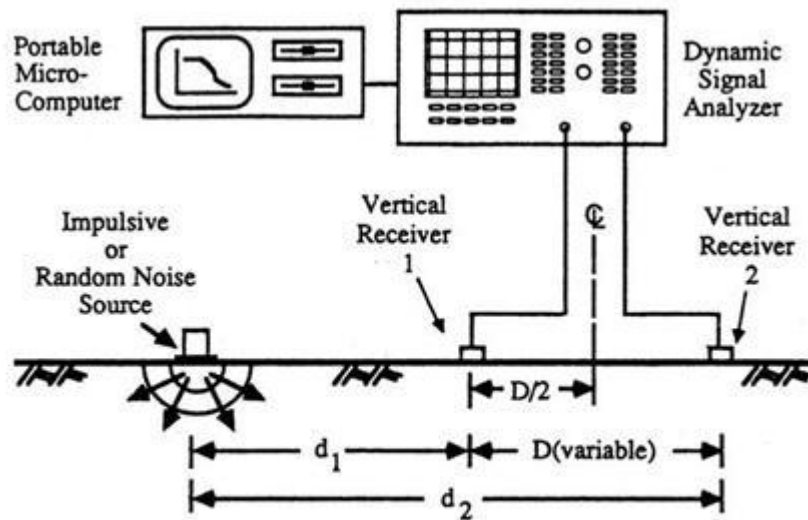 Portable
Micro-
Computer
Dynamic
Signal
Analyzer
Impulsive
or
Random Noise
Source
Vertical
Receiver
1
℄
Vertical
Receiver
2
D/2
d1
D(variable)
d2